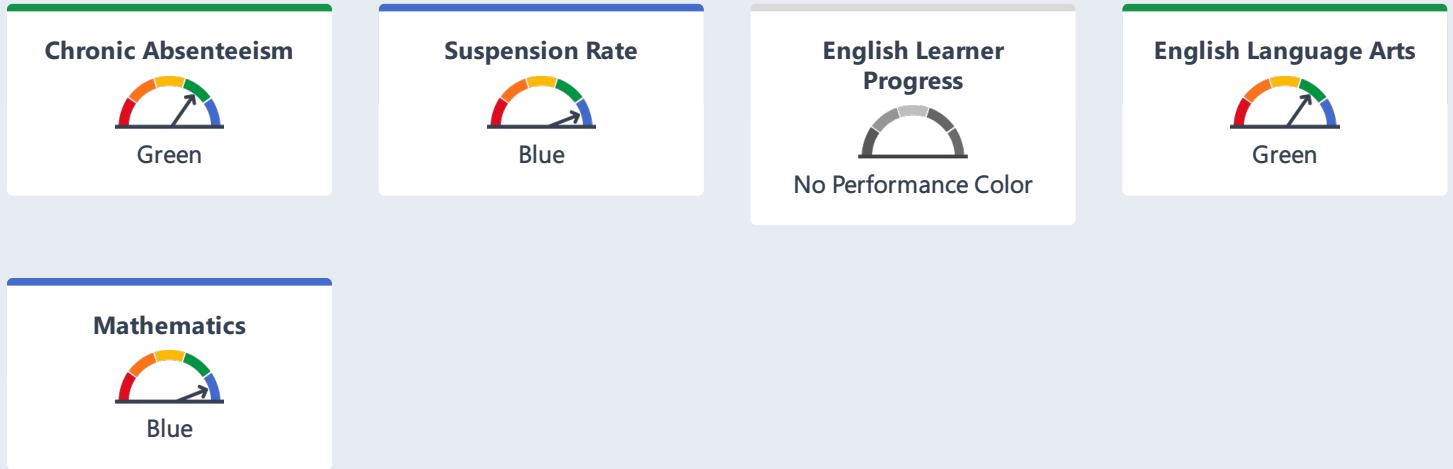 Chronic Absenteeism
Green
Suspension Rate
Blue
English Learner
Progress
No Performance Color
English Language Arts
Green
Mathematics
Blue